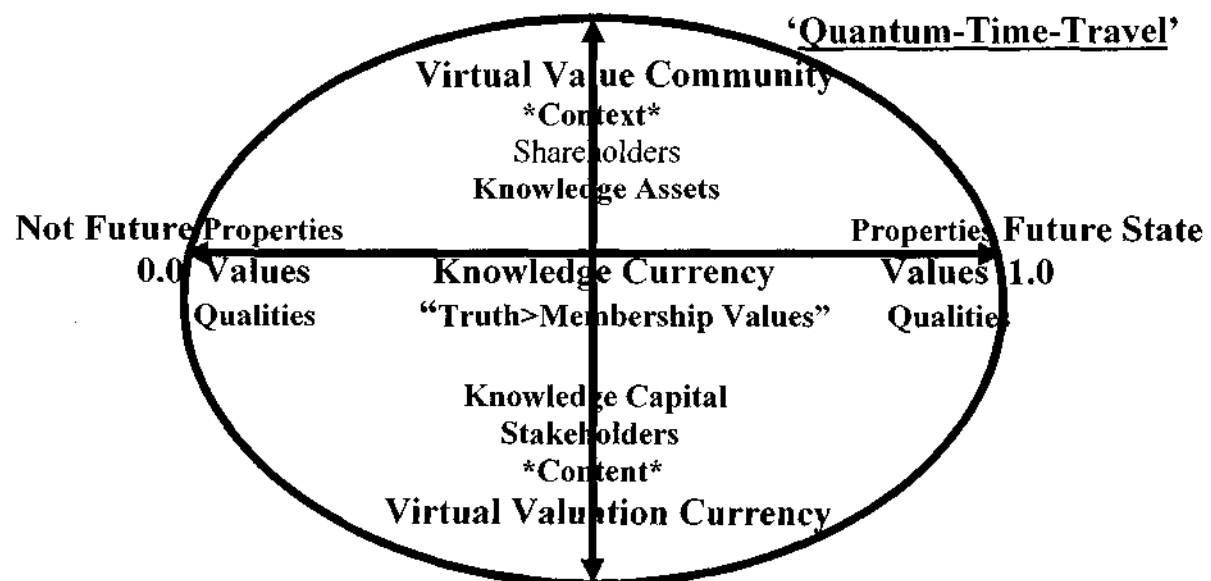 ‘Quantum-Time-Travel’
Virtual Value Community
*Context*
Shareholders
Knowledge Assets
Not Future Properties Properties Future State
0.0 Values Knowledge Currency Values 1.0
Qualities “Truth>Membership Values” Qualities
Knowledge Capital
Stakeholders
*Content*
Virtual Valuation Currency